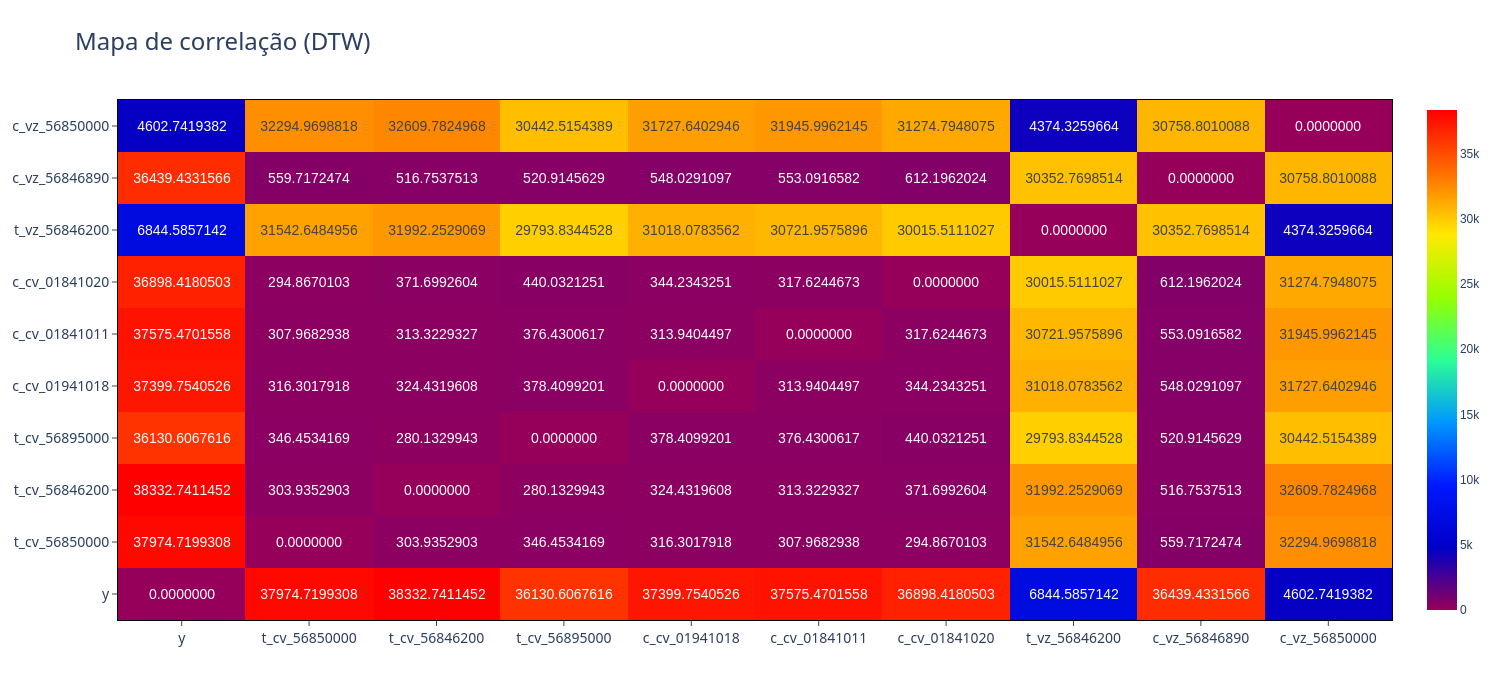 Mapa de correlação (DTW)
c_vz_56850000 4602.7419382 32294.9698818 32609.7824968 30442.5154389 31727.6402946 31945.9962145 31274.7948075 4374.3259664 30758.8010088 0.0000000
c_vz_56846890 36439.4331566 559.7172474 516.7537513 520.9145629 548.0291097 553.0916582 612.1962024 30352.7698514 0.0000000 30758.8010088
t_vz_56846200 6844.5857142 31542.6484956 31992.2529069 29793.8344528 31018.0783562 30721.9575896 30015.5111027 0.0000000 30352.7698514 4374.3259664
c_cv_01841020 36898.4180503 294.8670103 371.6992604 440.0321251 344.2343251 317.6244673 0.0000000 30015.5111027 612.1962024 31274.7948075
c_cv_01841011 37575.4701558 307.9682938 313.3229327 376.4300617 313.9404497 0.0000000 317.6244673 30721.9575896 553.0916582 31945.9962145
c_cv_01941018 37399.7540526 316.3017918 324.4319608 378.4099201 0.0000000 313.9404497 344.2343251 31018.0783562 548.0291097 31727.6402946
t_cv_56895000 36130.6067616 346.4534169 280.1329943 0.0000000 378.4099201 376.4300617 440.0321251 29793.8344528 520.9145629 30442.5154389
t_cv_56846200 38332.7411452 303.9352903 0.0000000 280.1329943 324.4319608 313.3229327 371.6992604 31992.2529069 516.7537513 32609.7824968
t_cv_56850000 37974.7199308 0.0000000 303.9352903 346.4534169 316.3017918 307.9682938 294.8670103 31542.6484956 559.7172474 32294.9698818
y 0.0000000 37974.7199308 38332.7411452 36130.6067616 37399.7540526 37575.4701558 36898.4180503 6844.5857142 36439.4331566 4602.7419382
y t_cv_56850000 t_cv_56846200 t_cv_56895000 c_cv_01941018 c_cv_01841011 c_cv_01841020 t_vz_56846200 c_vz_56846890 c_vz_56850000
35k
30k
25k
20k
15k
10k
5k
0